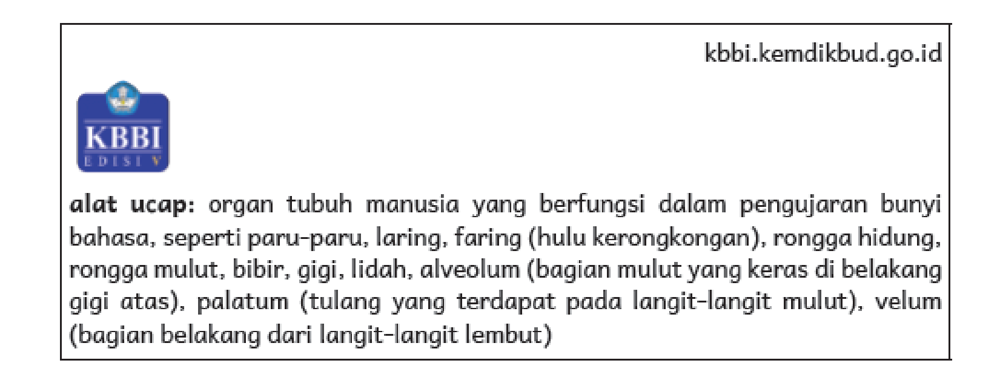 kbbi.kemdikbud.go.id
KBBI
EDISI V
alat ucap: organ tubuh manusia yang berfungsi dalam pengujaran bunyi
bahasa, seperti paru-paru, laring, faring (hulu kerongkongan), rongga hidung,
rongga mulut, bibir, gigi, lidah, alveolum (bagian mulut yang keras di belakang
gigi atas), palatum (tulang yang terdapat pada langit-langit mulut), velum
(bagian belakang dari langit-langit lembut)